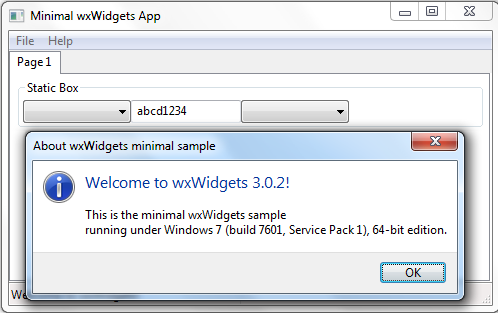 Minimal wxWidgets App
File Help
Page 1
Static Box
abcd1234
About wxWidgets minimal sample
Welcome to wxWidgets 3.0.2!
This is the minimal wxWidgets sample
running under Windows 7 (build 7601, Service Pack 1), 64-bit edition.
OK